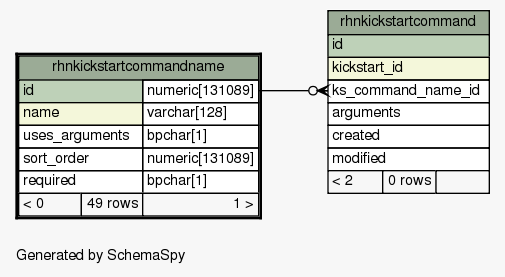 rhnkickstartcommandname
id numeric[131089]
name varchar[128]
uses_arguments bpchar[1]
sort_order numeric[131089]
required bpchar[1]
< 0 49 rows 1 >
rhnkickstartcommand
id
kickstart_id
ks_command_name_id
arguments
created
modified
< 2 0 rows
Generated by SchemaSpy